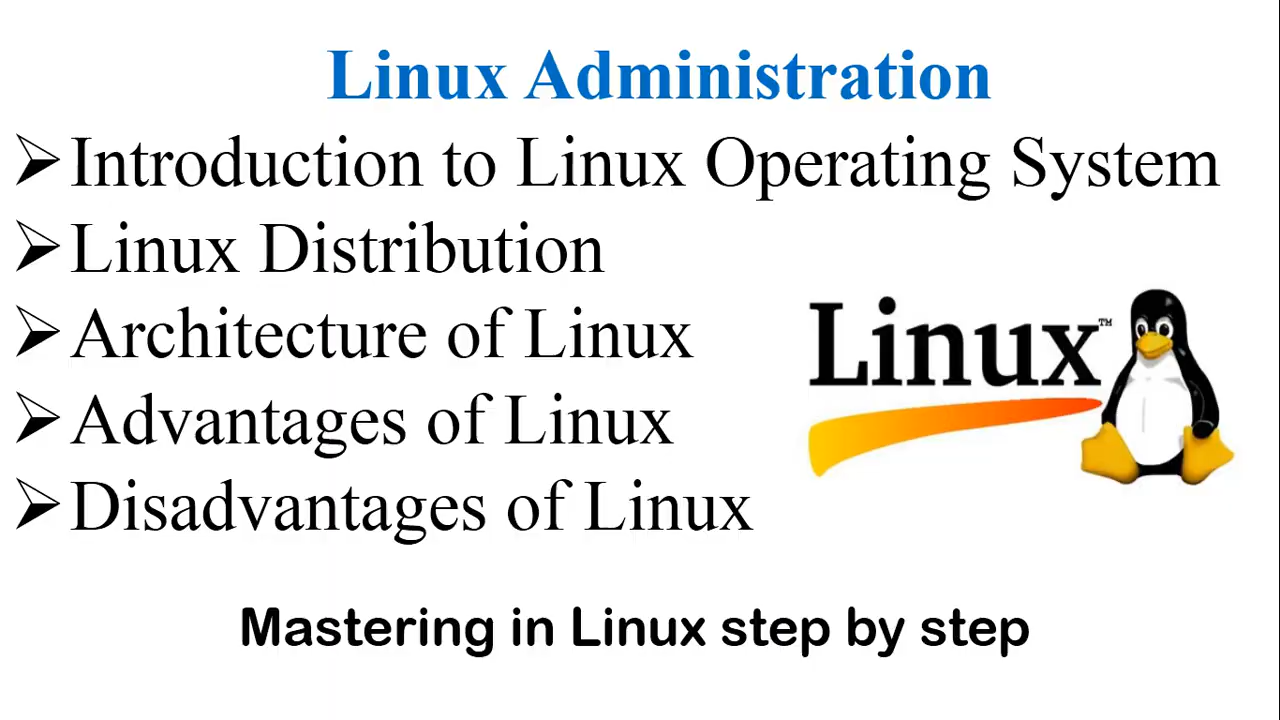 Linux Administration
➢Introduction to Linux Operating System
➢Linux Distribution
➢Architecture of Linux
➢Advantages of Linux
➢Disadvantages of Linux
Linux™
Mastering in Linux step by step